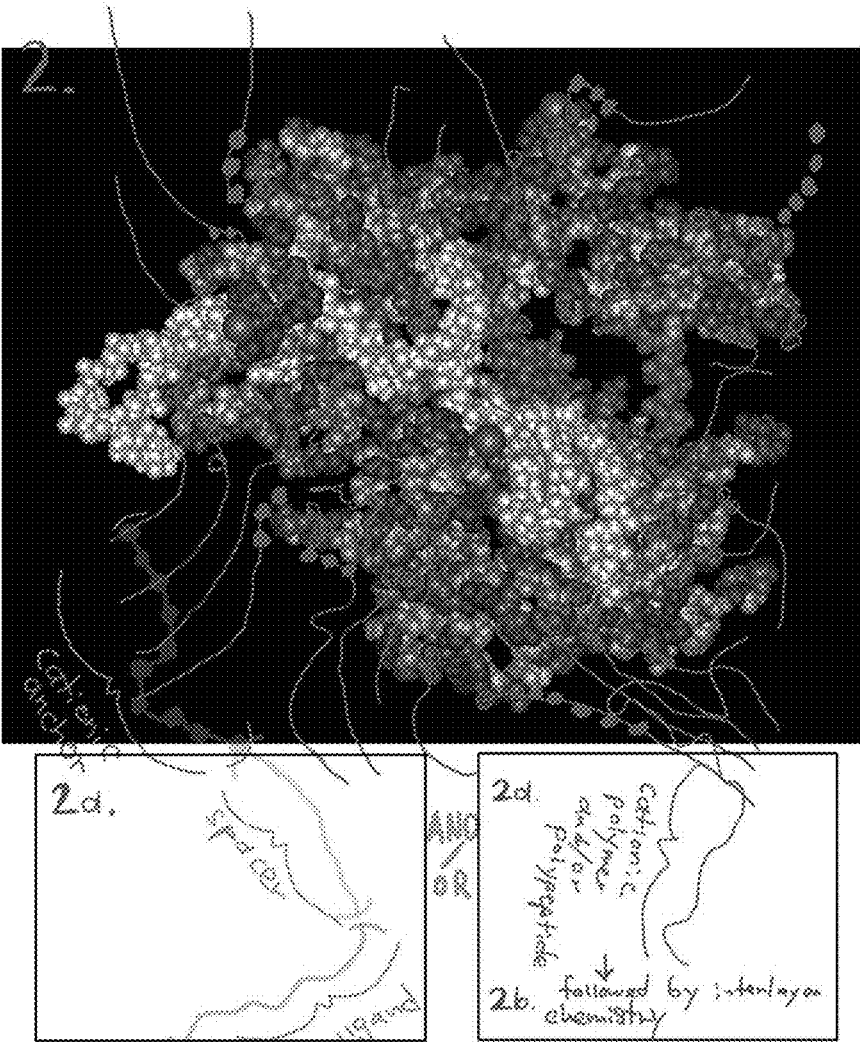 2.
cationic
anchor
2a.
spacer
ligand
AND
/
OR
2a.
cationic
polymer
and/or
polypeptide
↓
2b. followed by interlayer
chemistry